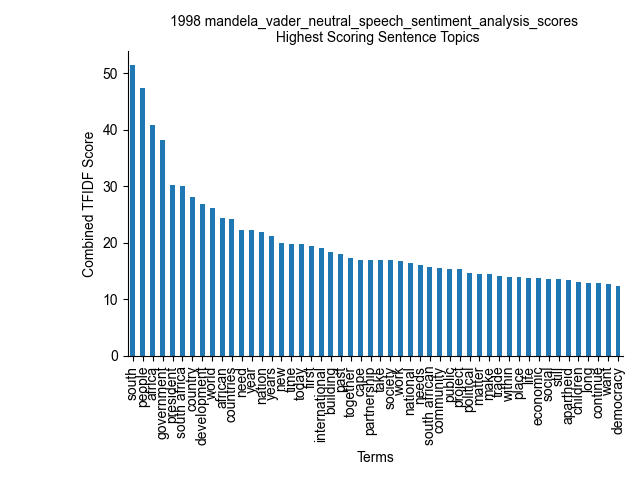 1998 mandela_vader_neutral_speech_sentiment_analysis_scores
Highest Scoring Sentence Topics
Combined TFIDF Score
50
40
30
20
10
0
south
people
africa
government
president
south africa
country
development
world
african
countries
need
year
nation
years
new
time
today
first
international
building
past
together
cape
partnership
take
society
work
national
needs
south african
community
public
project
political
matter
make
trade
within
place
life
economic
social
still
apartheid
children
long
continue
want
democracy
Terms